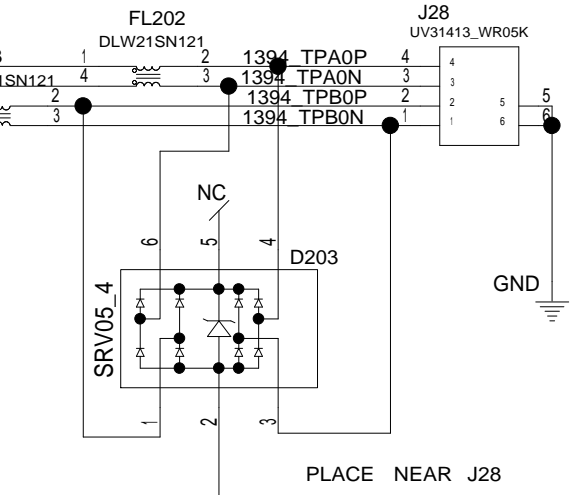 FL202
DLW21SN121
J28
UV31413_WR05K
1 2 1394_TPA0P 4 4
1SN121 4 3 1394_TPA0N 3 3
2 1394_TPB0P 2 2 5 5
3 1394_TPB0N 1 1 6 6
NC
6 5 4
D203
GND
SRV05_4
1 2 3
PLACE NEAR J28